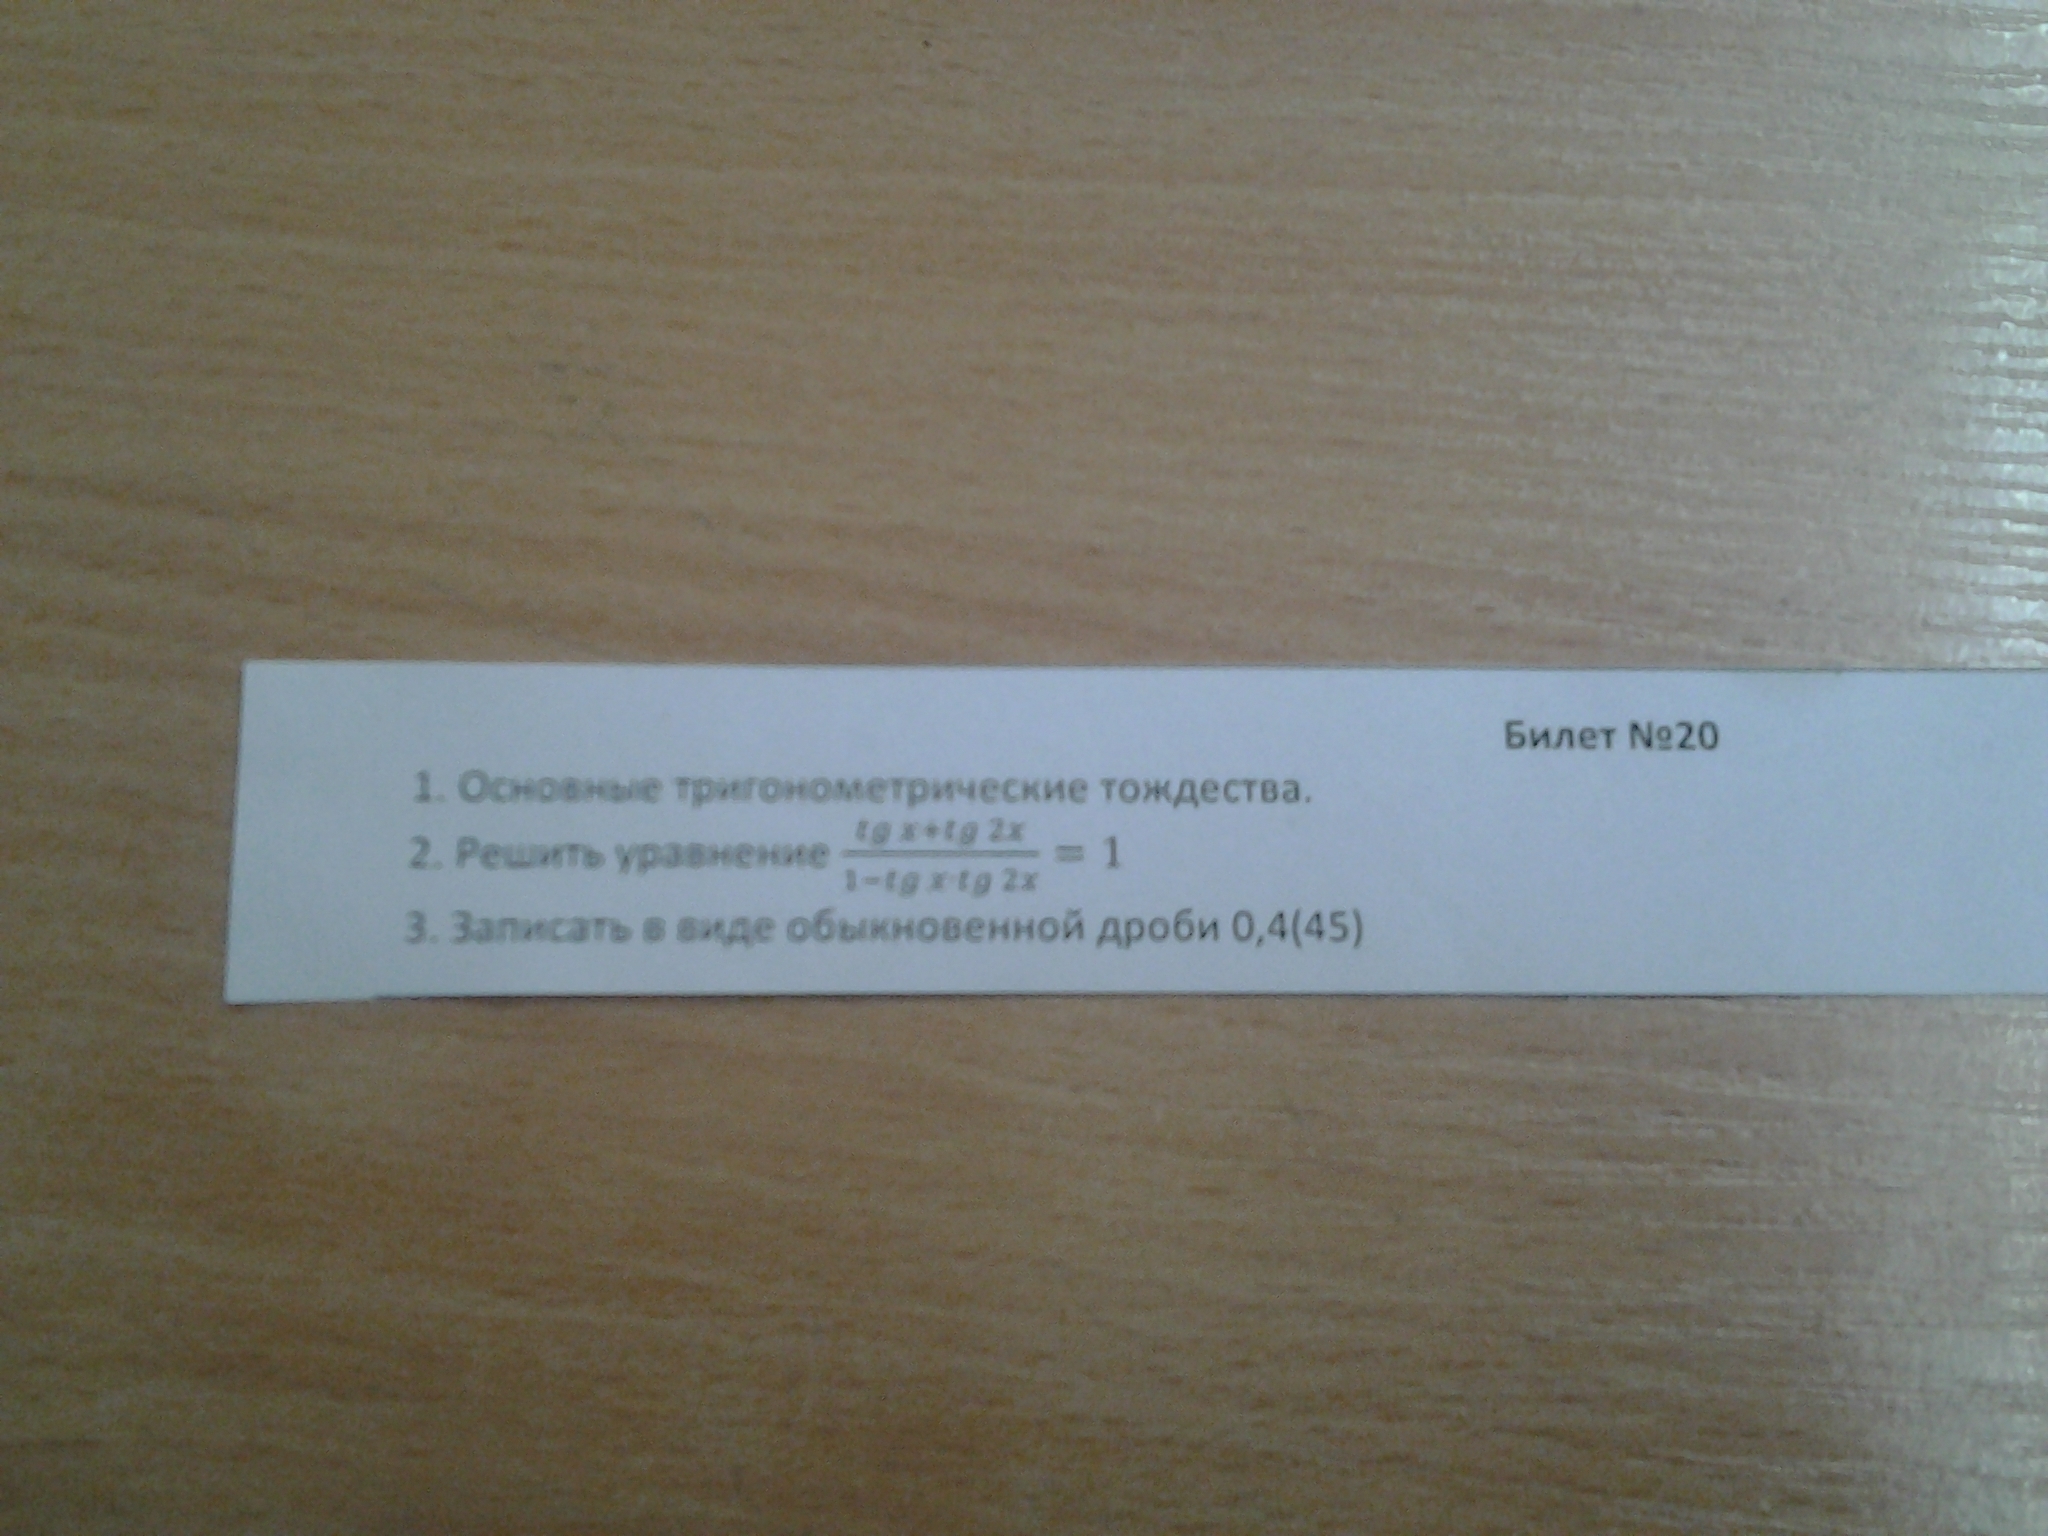 Билет №20
1. Основные тригонометрические тождества.
2. Решить уравнение \frac{tg x+tg 2x}{1-tg x·tg 2x} = 1
3. Записать в виде обыкновенной дроби 0,4(45)